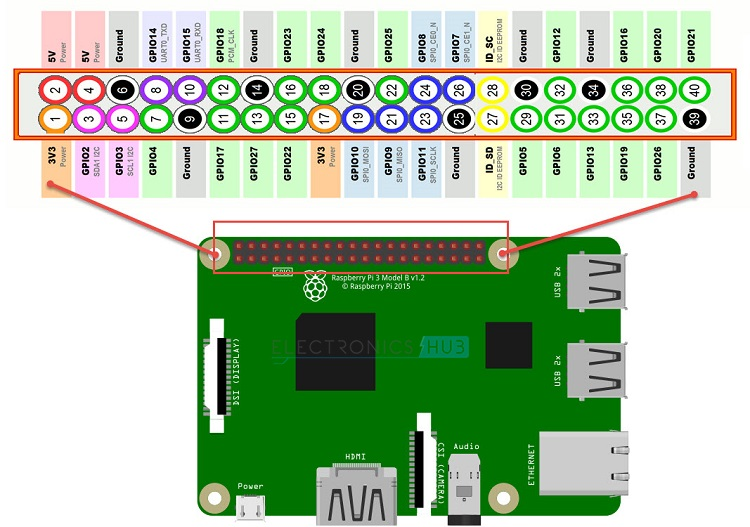 5V Power
5V Power
Ground
GPIO14 UART0_TXD
GPIO15 UART0_RXD
GPIO18 PCM_CLK
Ground
GPIO23
GPIO24
Ground
GPIO25
GPIO8 SPI0_CE0_N
GPIO7 SPI0_CE1_N
ID_SC I2C ID EEPROM
Ground
GPIO12
Ground
GPIO16
GPIO20
GPIO21
2 4 6 8 10 12 14 16 18 20 22 24 26 28 30 32 34 36 38 40
1 3 5 7 9 11 13 15 17 19 21 23 25 27 29 31 33 35 37 39
3V3 Power
GPIO2 SDA1 I2C
GPIO3 SCL1 I2C
GPIO4
Ground
GPIO17
GPIO27
GPIO22
3V3 Power
GPIO10 SPI0_MOSI
GPIO9 SPI0_MISO
GPIO11 SPI0_SCLK
Ground
ID_SD I2C ID EEPROM
GPIO5
GPIO6
GPIO13
GPIO19
GPIO26
Ground
GPIO
Raspberry Pi 3 Model B v1.2
© Raspberry Pi 2015
USB 2x
ELECTRONICS HUB
DSI (DISPLAY)
USB 2x
CSI (CAMERA)
Audio
HDMI
ETHERNET
Power